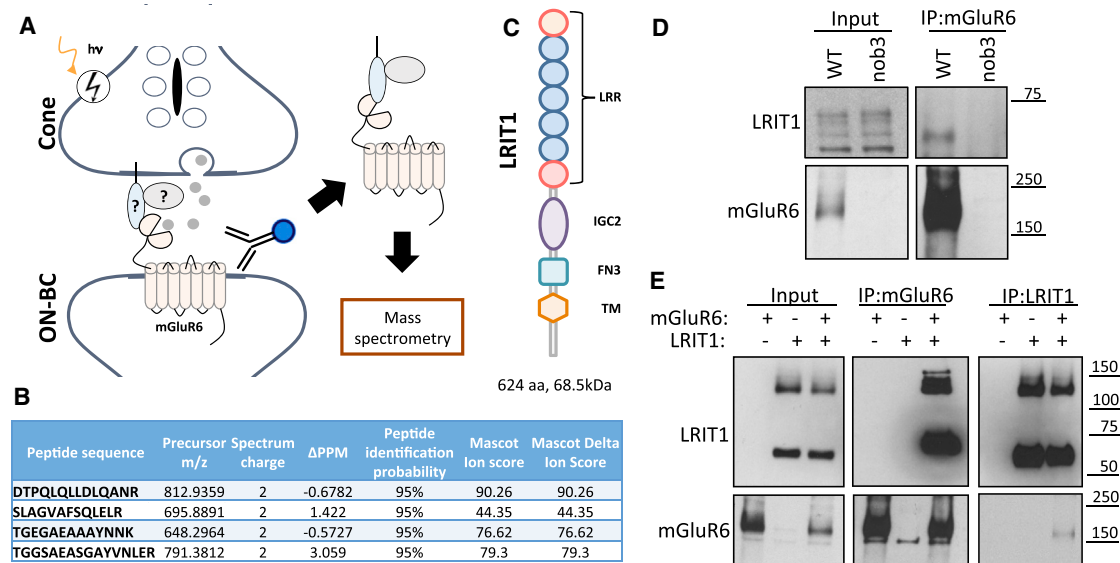 A
hν
Cone
ON-BC
?
?
mGluR6
Mass
spectrometry
C
LRIT1
LRR
IGC2
FN3
TM
624 aa, 68.5kDa
B
Peptide sequence Precursor m/z Spectrum charge ΔPPM Peptide identification probability Mascot Ion score Mascot Delta Ion Score
DTPQLQLLDLQANR 812.9359 2 -0.6782 95% 90.26 90.26
SLAGVAFSQLELR 695.8891 2 1.422 95% 44.35 44.35
TGEGAEAAAYNNK 648.2964 2 -0.5727 95% 76.62 76.62
TGGSAEASGAYVNLER 791.3812 2 3.059 95% 79.3 79.3
D
Input IP:mGluR6
WT nob3 WT nob3
LRIT1 75
mGluR6 250
150
E
Input IP:mGluR6 IP:LRIT1
mGluR6: + - + + - + + - +
LRIT1: - + + - + + - + +
LRIT1
150
100
75
50
mGluR6
250
150